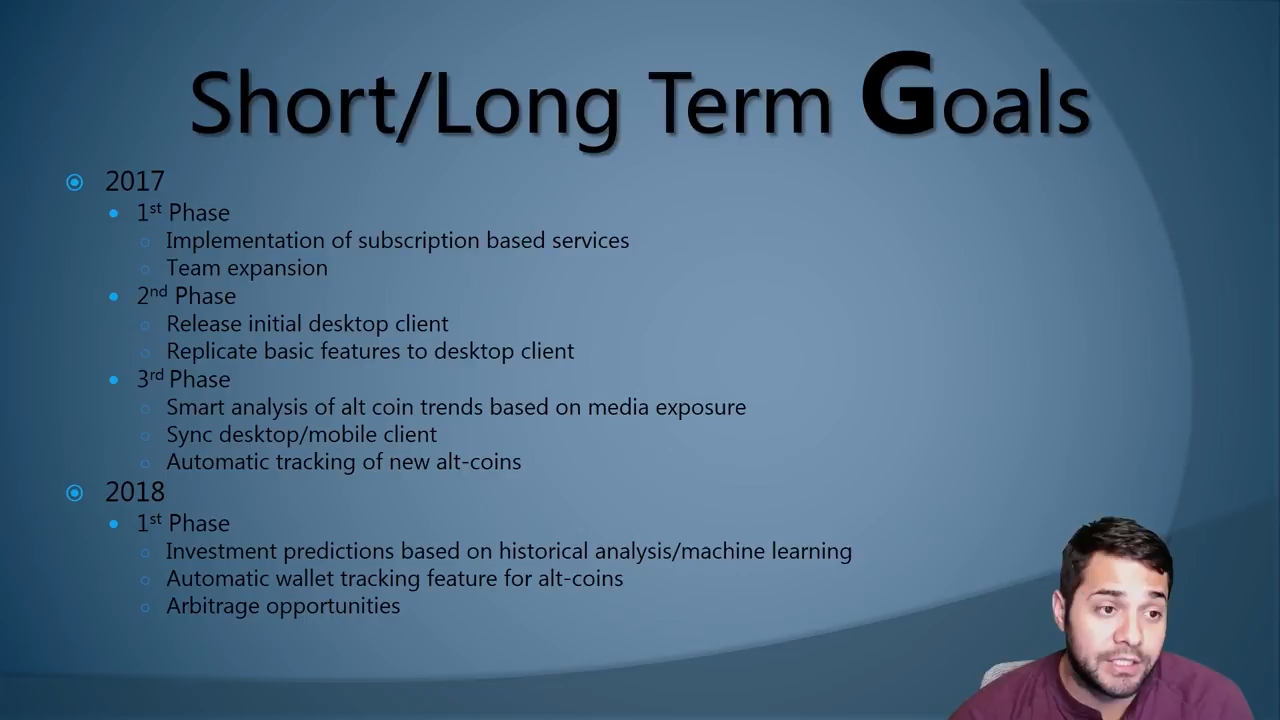 Short/Long Term Goals
2017
1st Phase
Implementation of subscription based services
Team expansion
2nd Phase
Release initial desktop client
Replicate basic features to desktop client
3rd Phase
Smart analysis of alt coin trends based on media exposure
Sync desktop/mobile client
Automatic tracking of new alt-coins
2018
1st Phase
Investment predictions based on historical analysis/machine learning
Automatic wallet tracking feature for alt-coins
Arbitrage opportunities